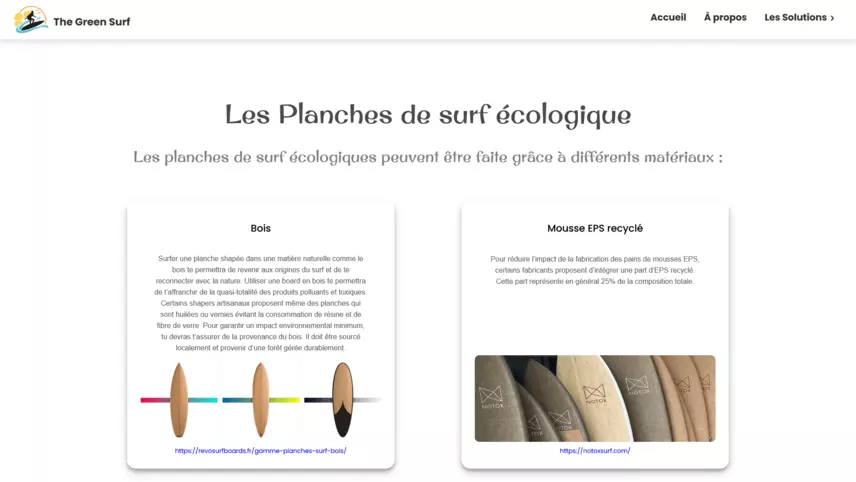 The Green Surf
Accueil
À propos
Les Solutions ›
Les Planches de surf écologique
Les planches de surf écologiques peuvent être faite grâce à différents matériaux :
Bois
Surfer une planche shapée dans une matière naturelle comme le
bois te permettra de revenir aux origines du surf et de te
reconnecter avec la nature. Utiliser une board en bois te permettra
de t'affranchir de la quasi-totalité des produits polluants et toxiques.
Certains shapers artisanaux proposent même des planches qui
sont huilées ou vernies évitant la consommation de résine et de
fibre de verre. Pour garantir un impact environnemental minimum,
tu devras t'assurer de la provenance du bois. Il doit être sourcé
localement et provenir d'une forêt gérée durablement.
https://revosurfboards.fr/gamme-planches-surf-bois/
Mousse EPS recyclé
Pour réduire l'impact de la fabrication des pains de mousses EPS,
certains fabricants proposent d'intégrer une part d'EPS recyclé.
Cette part représente en général 25% de la composition totale.
NOTOX
NOTOX
NOTOX
NOTOX
NOTOX
https://notoxsurf.com/